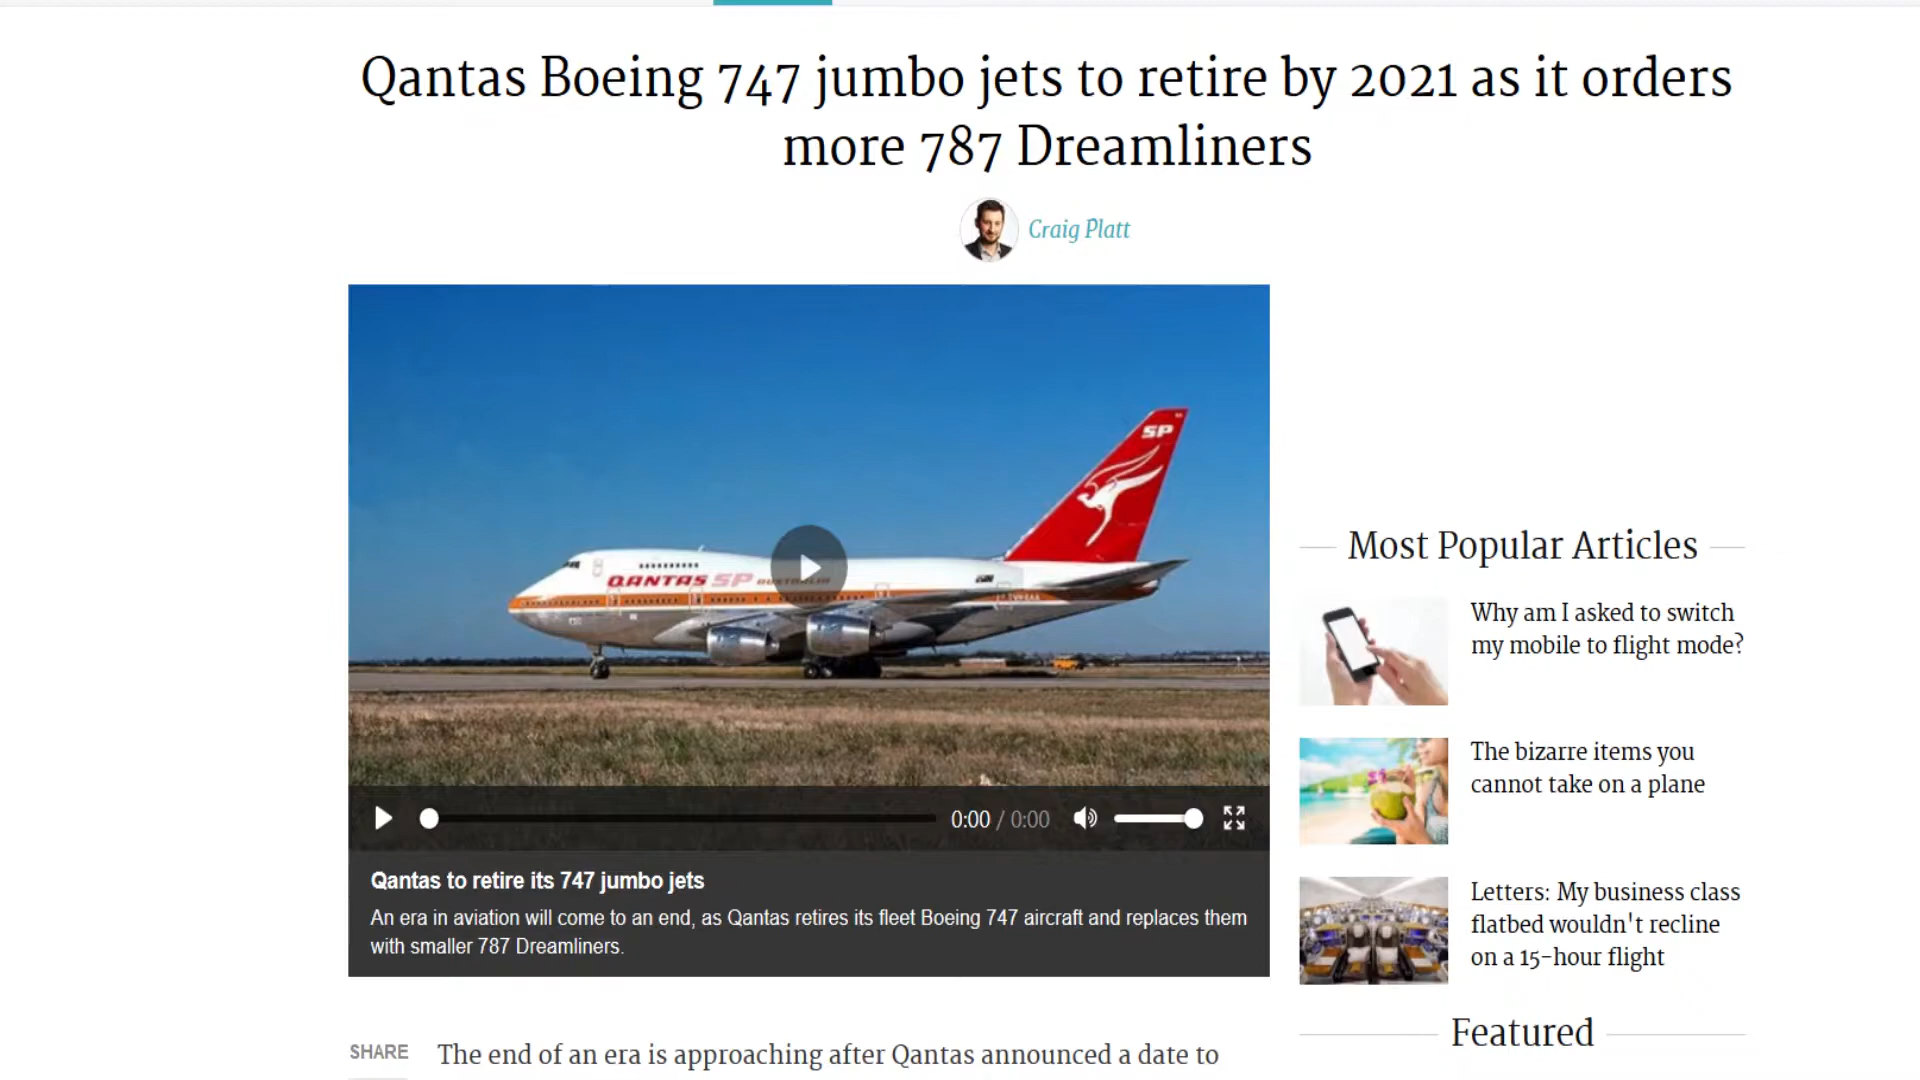 Qantas Boeing 747 jumbo jets to retire by 2021 as it orders
more 787 Dreamliners
Craig Platt
SP
QANTAS SP AUSTRALIA
0:00 / 0:00
Qantas to retire its 747 jumbo jets
An era in aviation will come to an end, as Qantas retires its fleet Boeing 747 aircraft and replaces them
with smaller 787 Dreamliners.
SHARE
The end of an era is approaching after Qantas announced a date to
Most Popular Articles
Why am I asked to switch
my mobile to flight mode?
The bizarre items you
cannot take on a plane
Letters: My business class
flatbed wouldn't recline
on a 15-hour flight
Featured